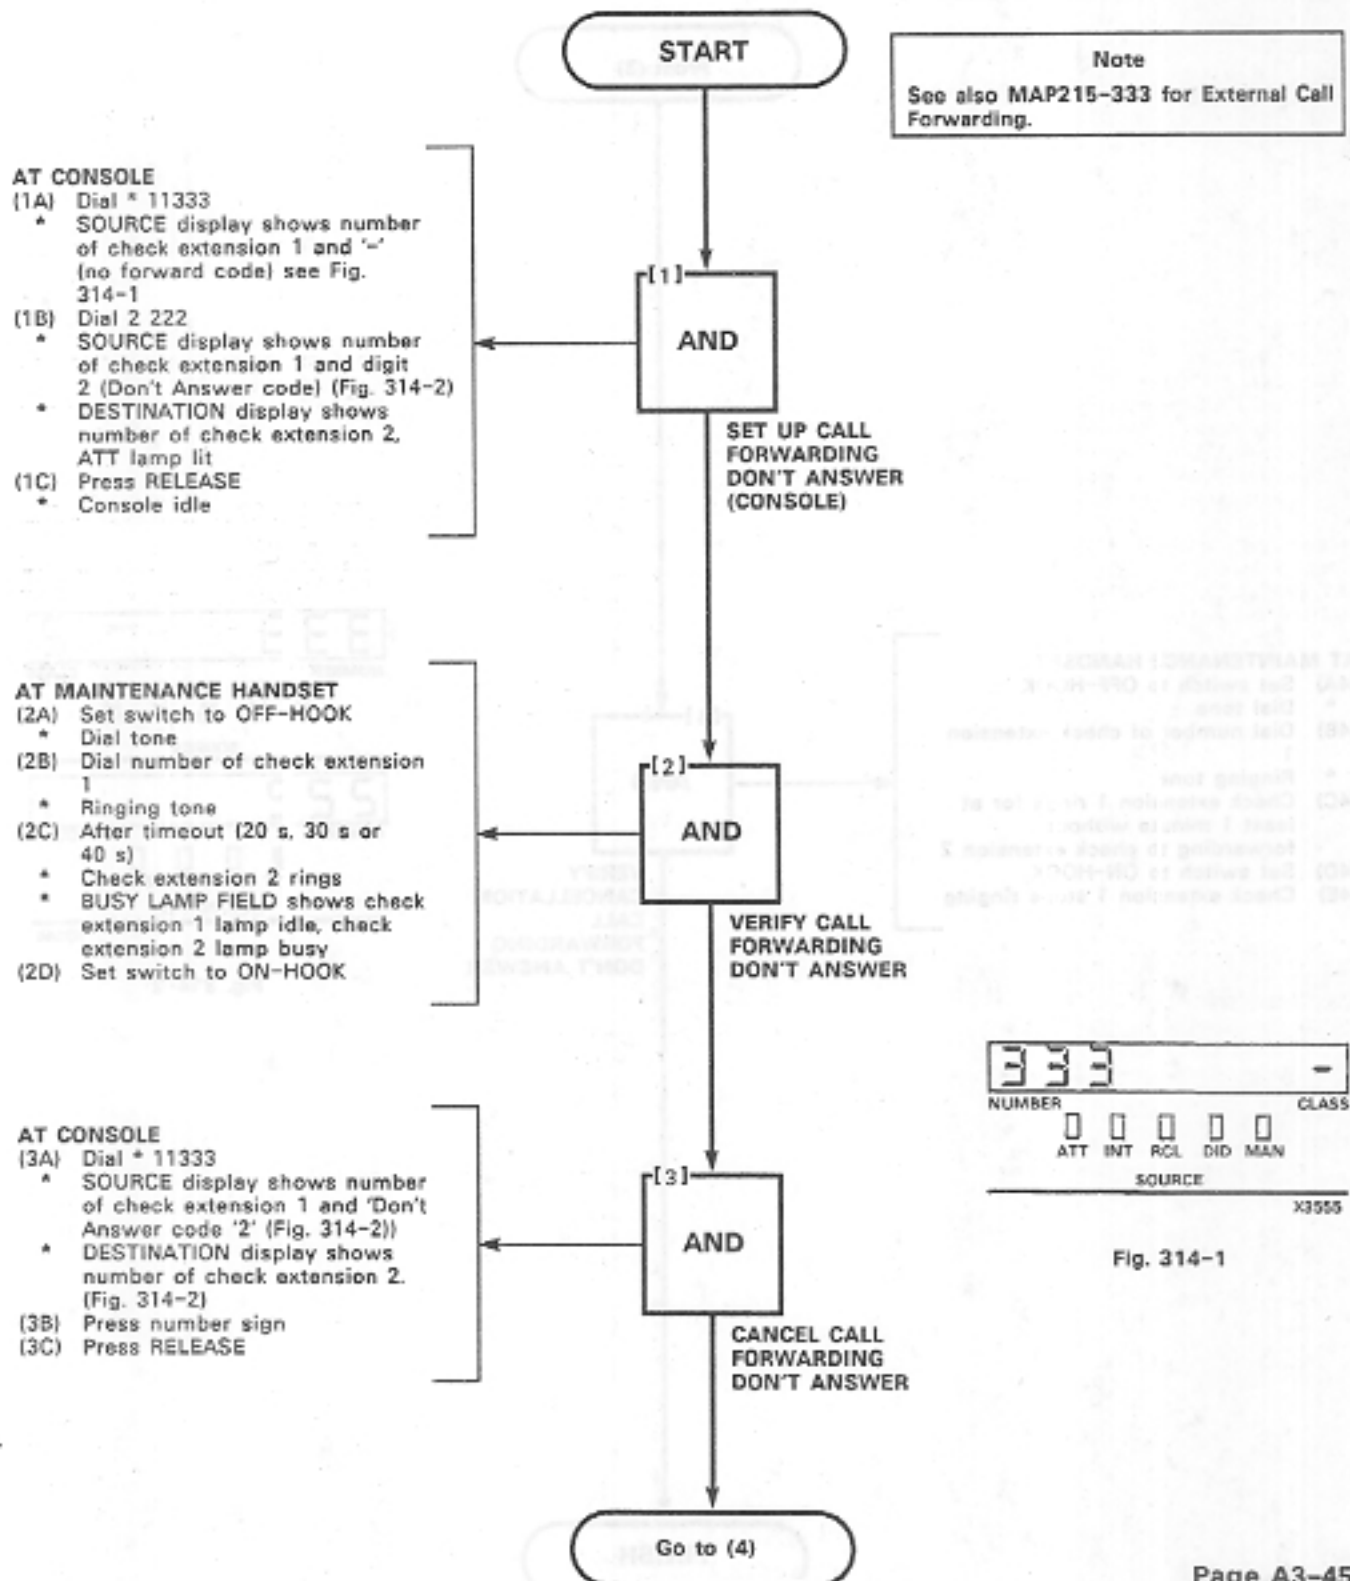 START
Note
See also MAP215-333 for External Call
Forwarding.
AT CONSOLE
(1A) Dial * 11333
* SOURCE display shows number
of check extension 1 and '-'
(no forward code) see Fig.
314-1
(1B) Dial 2 222
* SOURCE display shows number
of check extension 1 and digit
2 (Don't Answer code) (Fig. 314-2)
* DESTINATION display shows
number of check extension 2,
ATT lamp lit
(1C) Press RELEASE
* Console idle
[1]
AND
SET UP CALL
FORWARDING
DON'T ANSWER
(CONSOLE)
AT MAINTENANCE HANDSET
(2A) Set switch to OFF-HOOK
* Dial tone
(2B) Dial number of check extension
1
* Ringing tone
(2C) After timeout (20 s, 30 s or
40 s)
* Check extension 2 rings
* BUSY LAMP FIELD shows check
extension 1 lamp idle, check
extension 2 lamp busy
(2D) Set switch to ON-HOOK
[2]
AND
VERIFY CALL
FORWARDING
DON'T ANSWER
333 -
NUMBER CLASS
ATT INT RCL DID MAN
SOURCE
X3555
Fig. 314-1
AT CONSOLE
(3A) Dial * 11333
* SOURCE display shows number
of check extension 1 and 'Don't
Answer code '2' (Fig. 314-2))
* DESTINATION display shows
number of check extension 2.
(Fig. 314-2)
(3B) Press number sign
(3C) Press RELEASE
[3]
AND
CANCEL CALL
FORWARDING
DON'T ANSWER
Go to (4)
Page A3-45